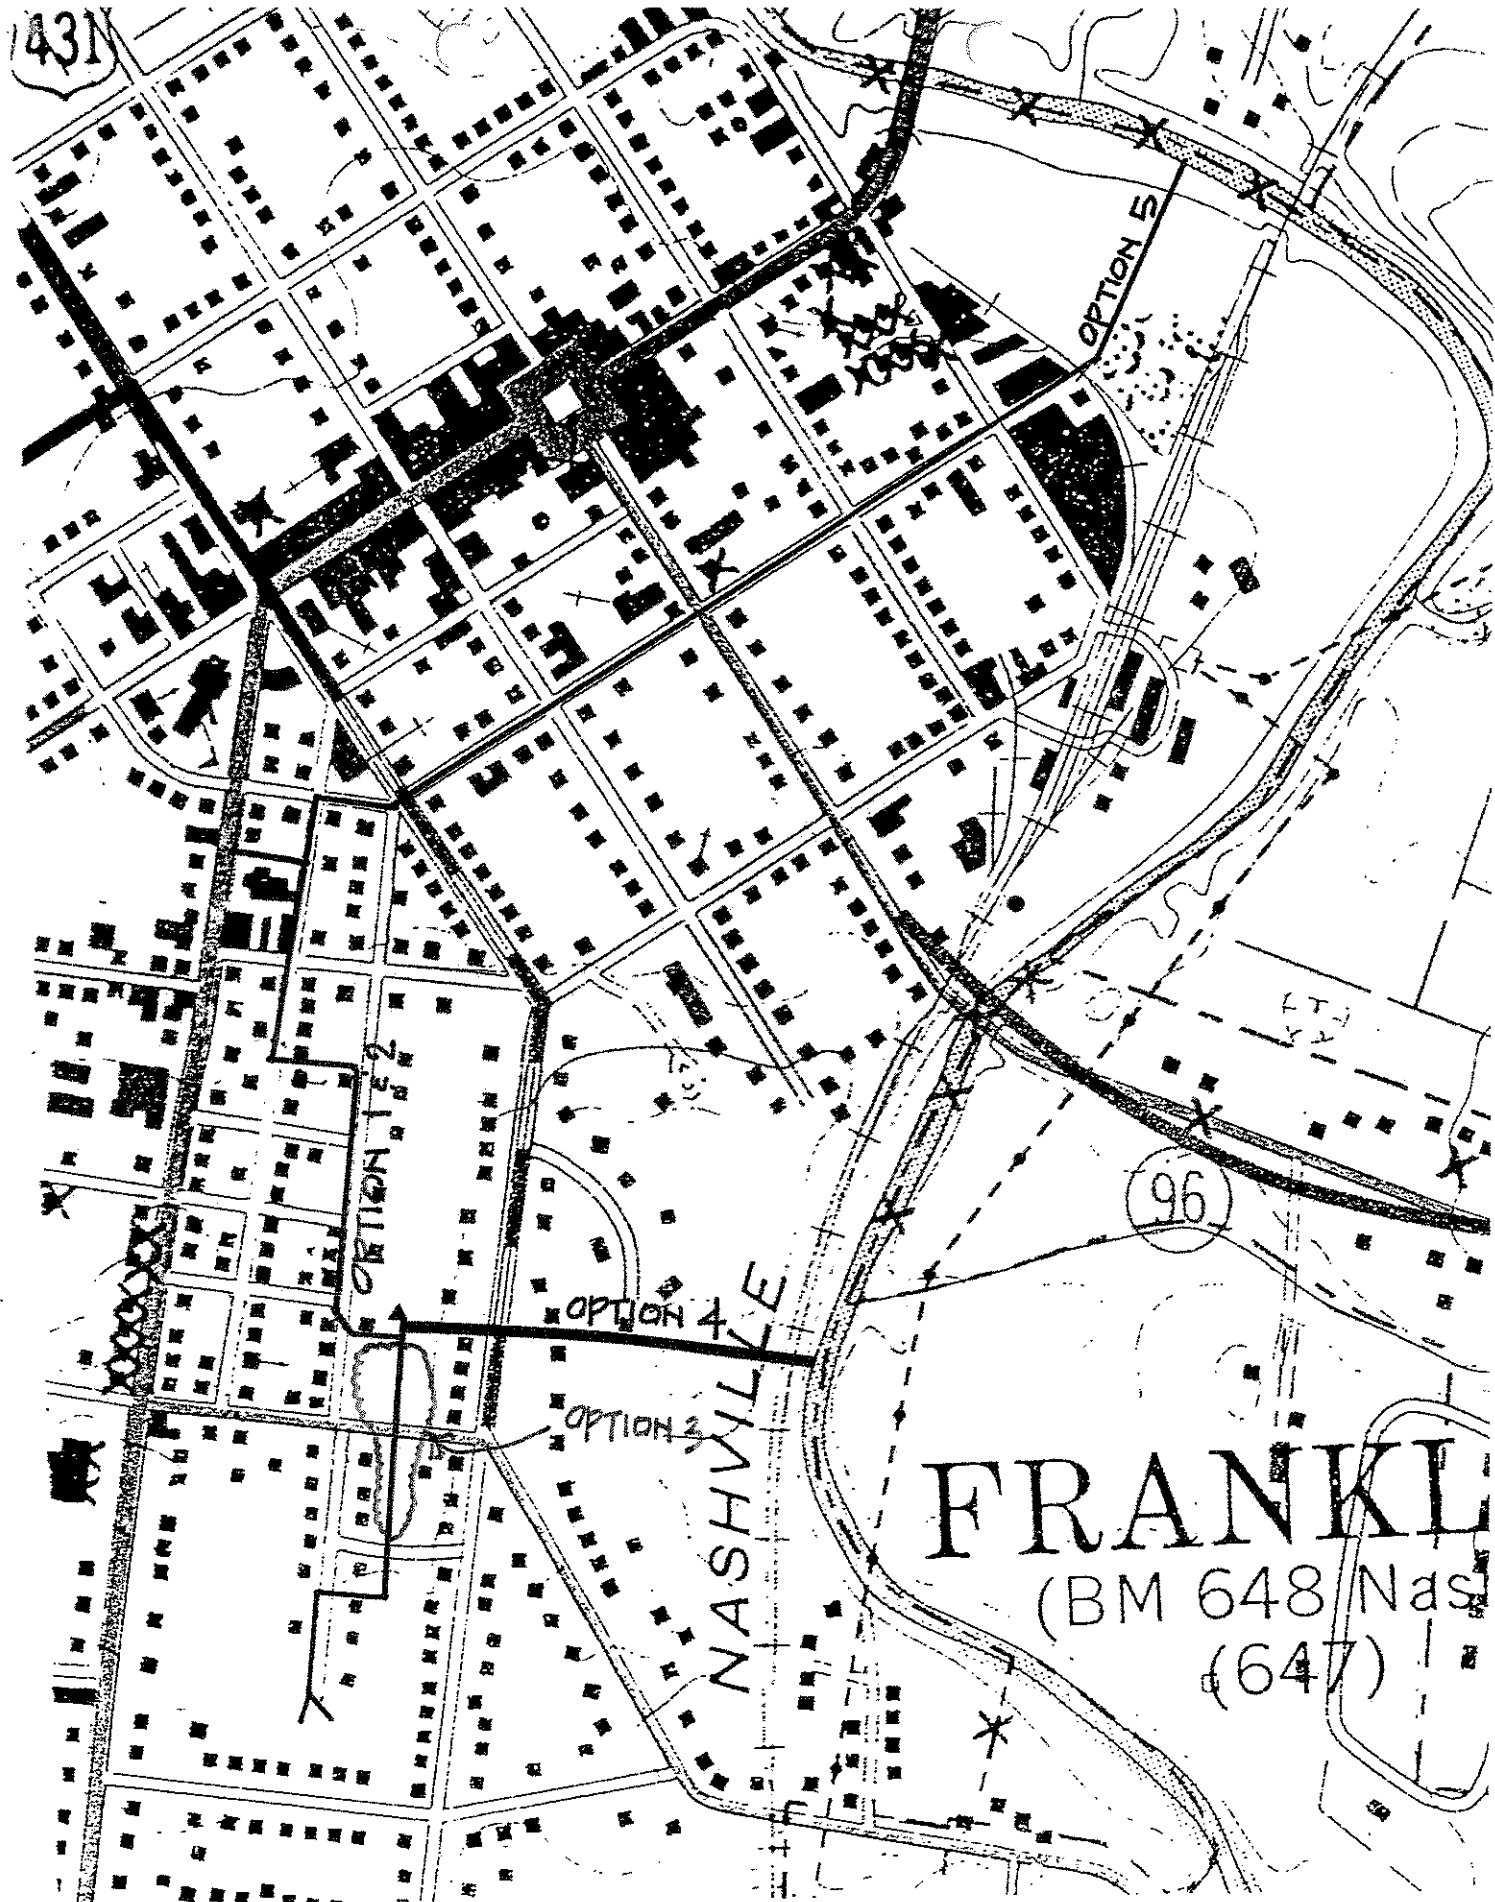 431
OPTION 5
OPTION 1 & 2
96
OPTION 4
NASHVILLE
OPTION 3
FRANKL
(BM 648 Nas
(647)